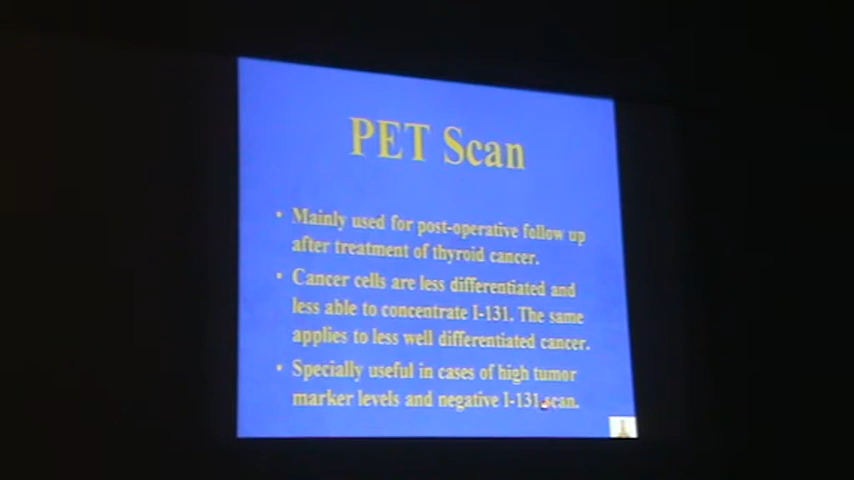 PET Scan
• Mainly used for post-operative follow up
after treatment of thyroid cancer.
• Cancer cells are less differentiated and
less able to concentrate I-131. The same
applies to less well differentiated cancer.
• Specially useful in cases of high tumor
marker levels and negative I-131 scan.